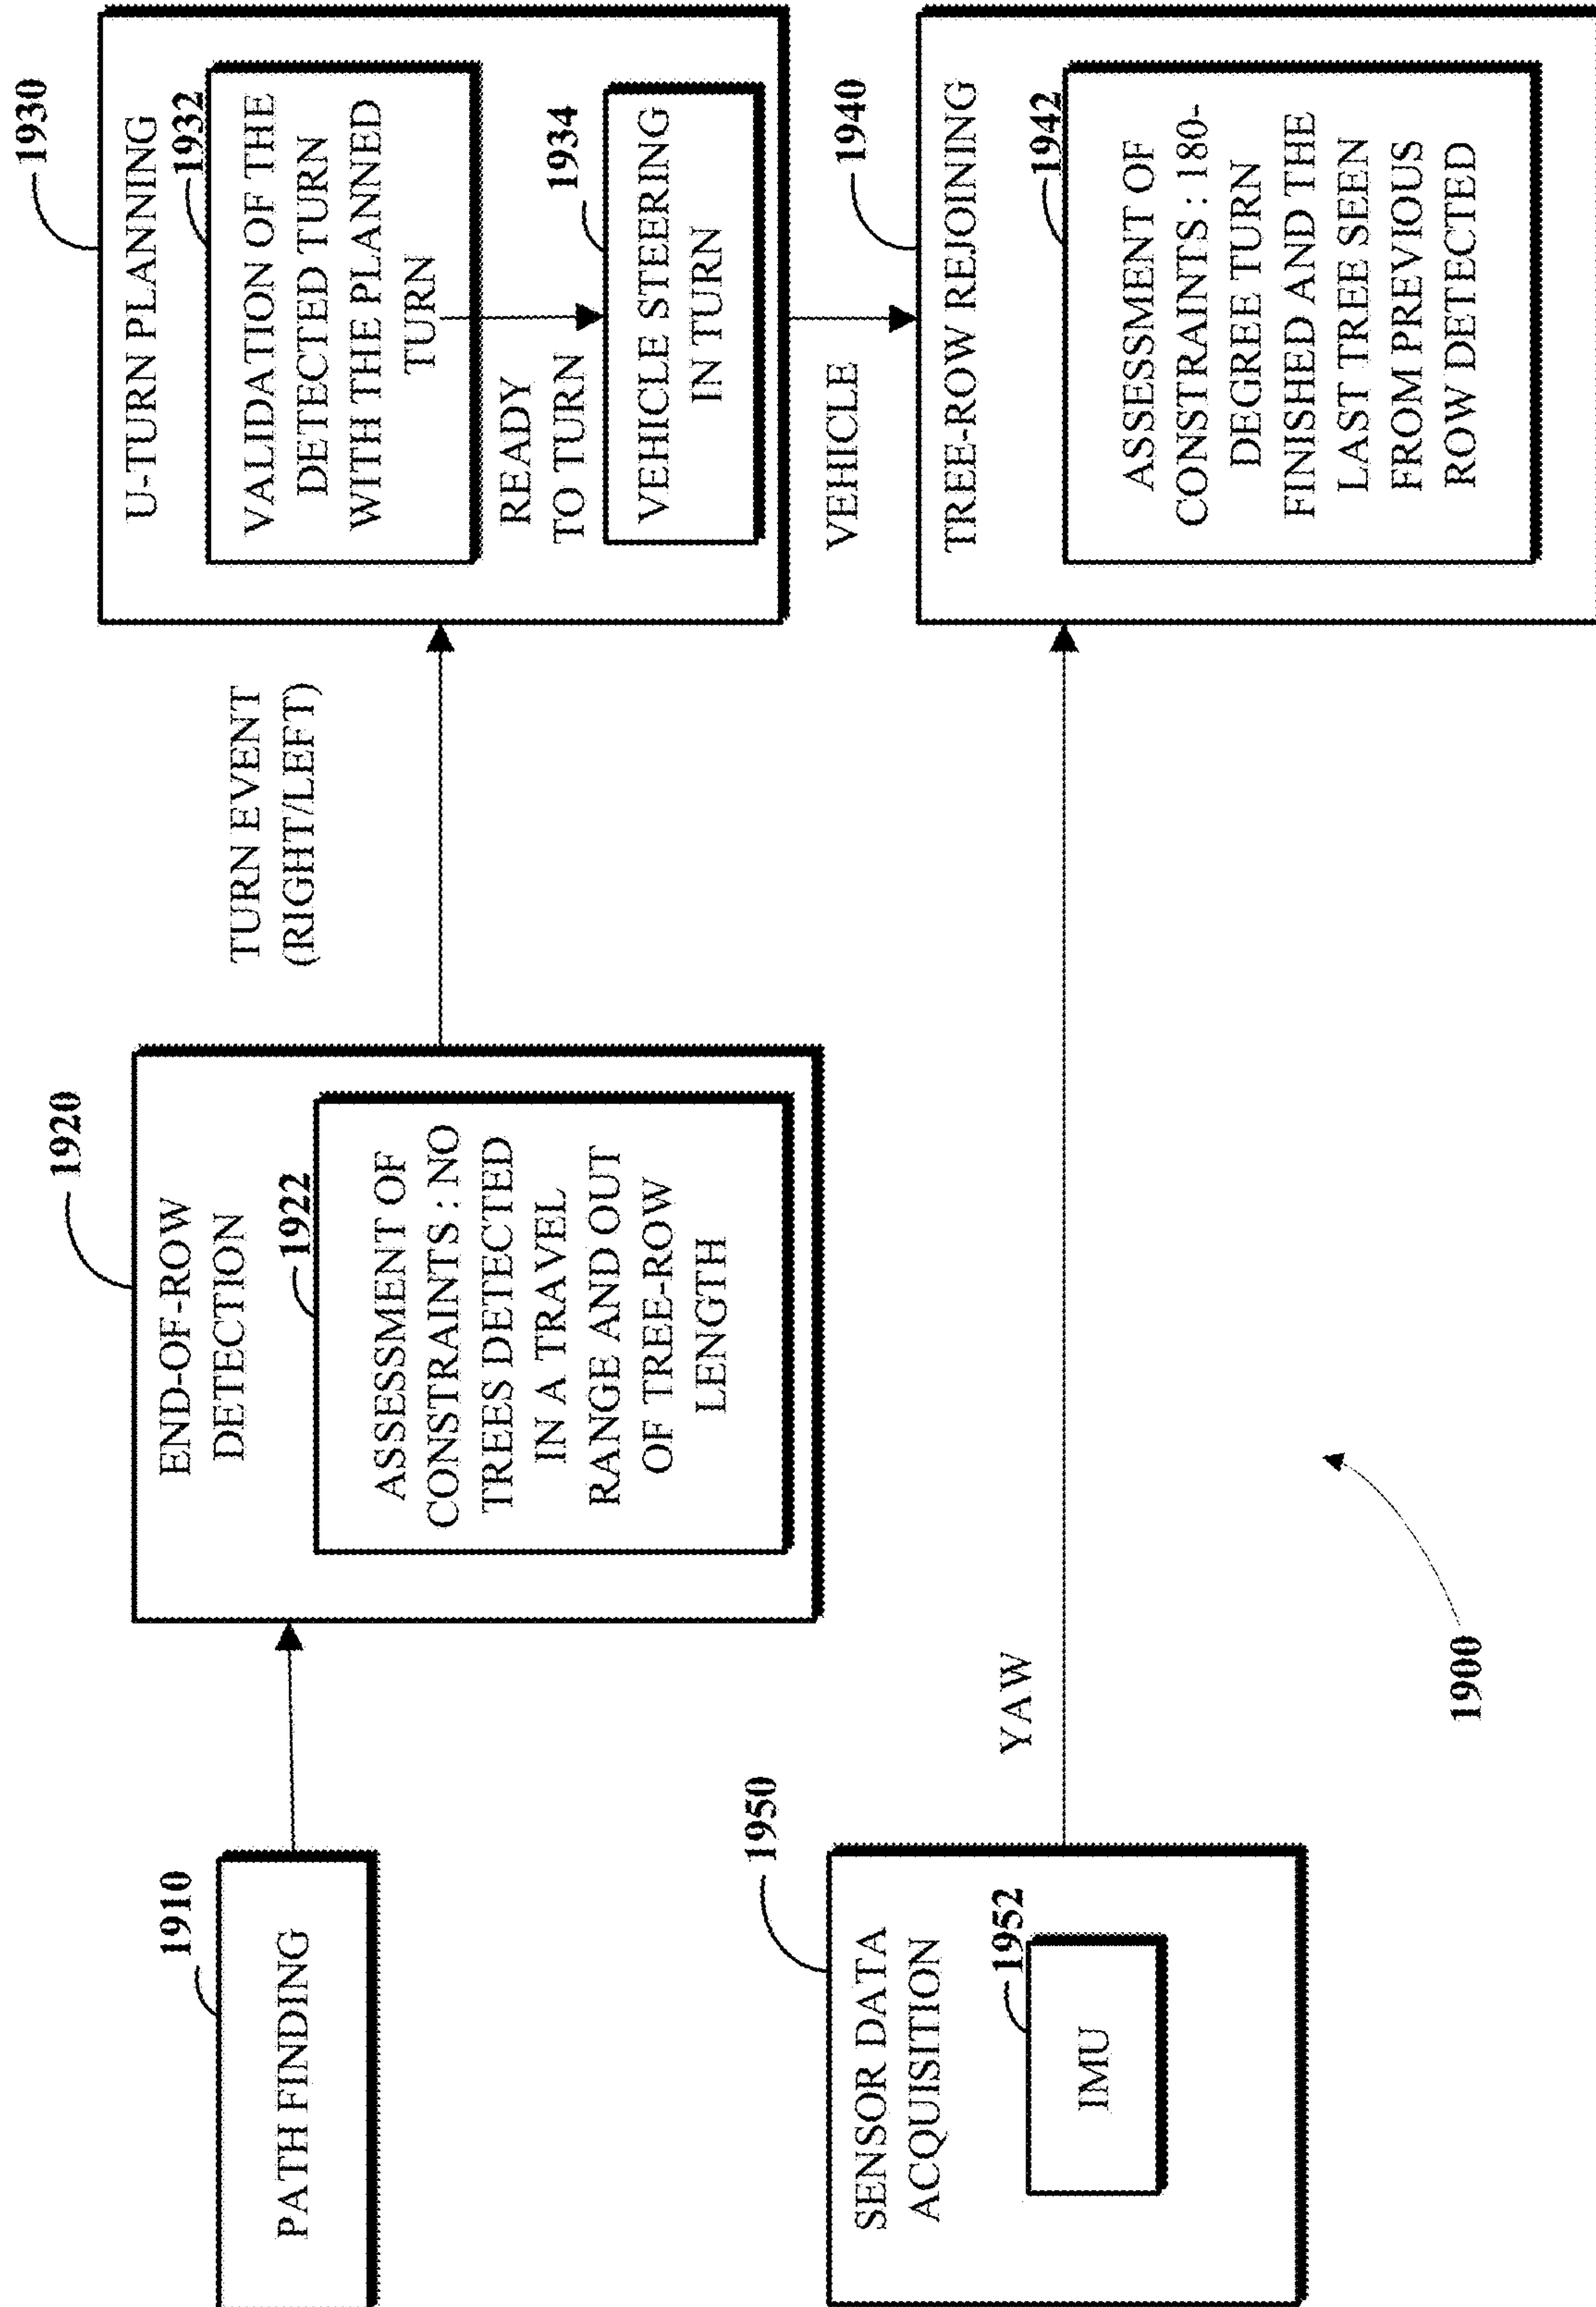 1910
PATH FINDING
1920
END-OF-ROW
DETECTION
1922
ASSESSMENT OF
CONSTRAINTS : NO
TREES DETECTED
IN A TRAVEL
RANGE AND OUT
OF TREE-ROW
LENGTH
TURN EVENT
(RIGHT/LEFT)
1930
U-TURN PLANNING
1932
VALIDATION OF THE
DETECTED TURN
WITH THE PLANNED
TURN
READY
TO TURN
1934
VEHICLE STEERING
IN TURN
VEHICLE
1940
TREE-ROW REJOINING
1942
ASSESSMENT OF
CONSTRAINTS : 180-
DEGREE TURN
FINISHED AND THE
LAST TREE SEEN
FROM PREVIOUS
ROW DETECTED
1950
SENSOR DATA
ACQUISITION
1952
IMU
YAW
1900